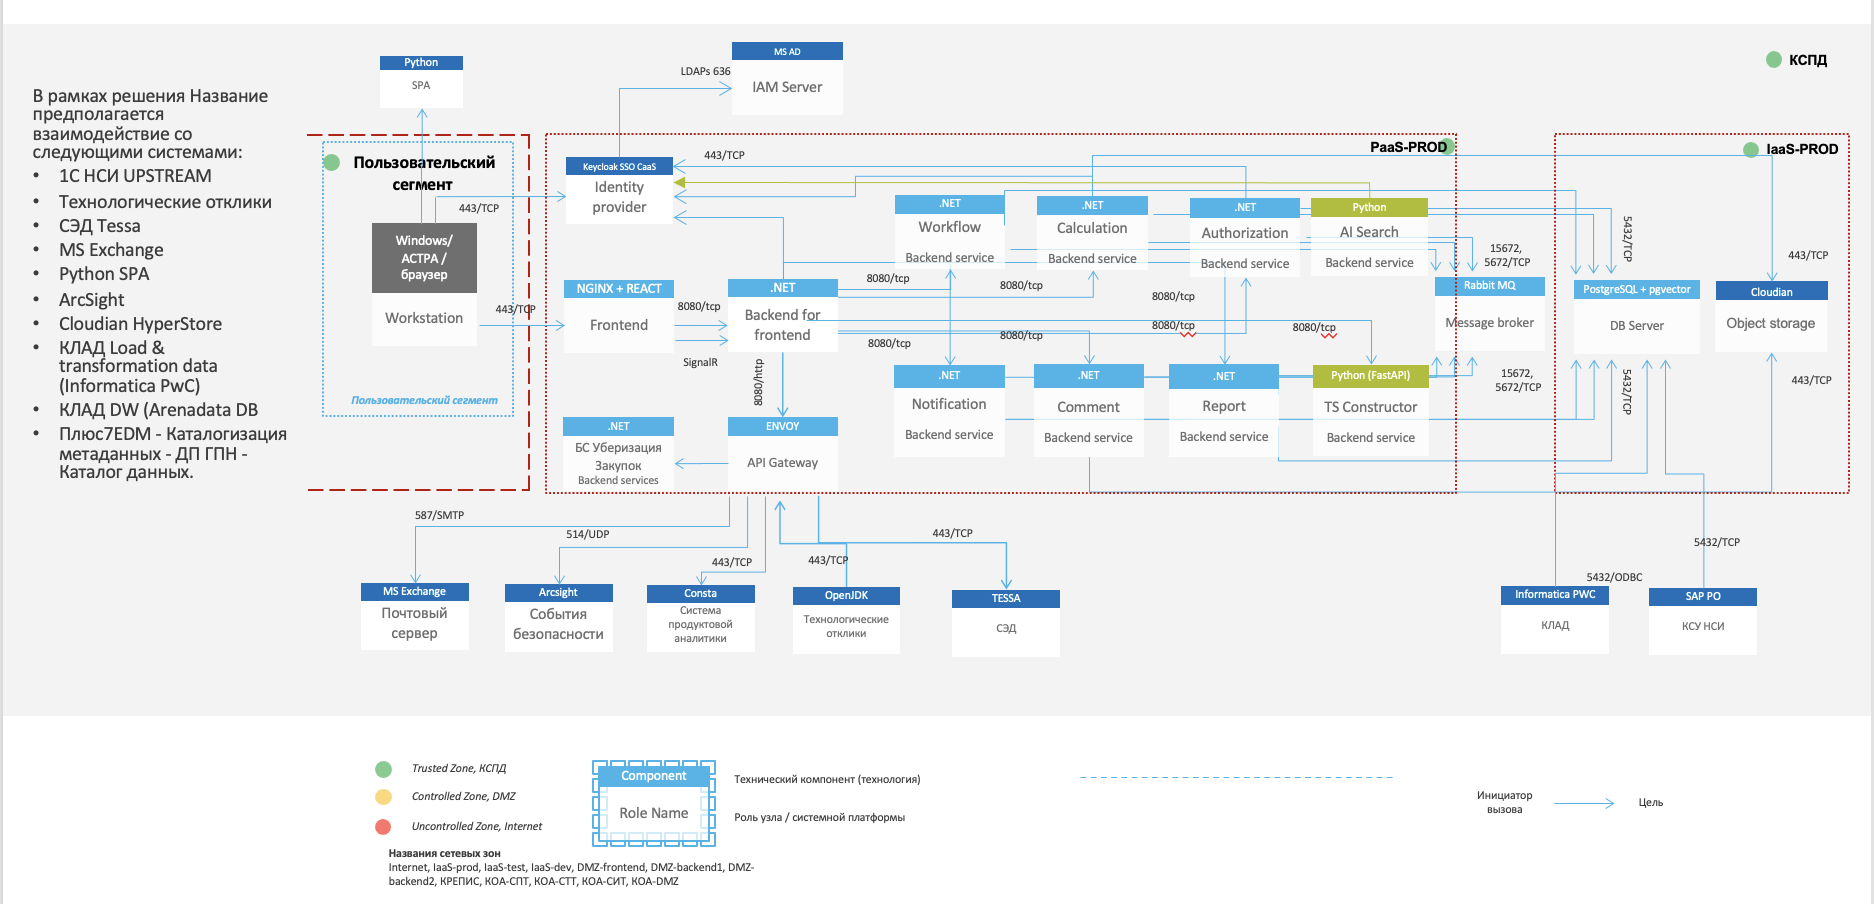 В рамках решения Название
предполагается
взаимодействие со
следующими системами:
• 1С НСИ UPSTREAM
• Технологические отклики
• СЭД Tessa
• MS Exchange
• Python SPA
• ArcSight
• Cloudian HyperStore
• КЛАД Load &
transformation data
(Informatica PwC)
• КЛАД DW (Arenadata DB
• Плюс7EDM - Каталогизация
метаданных - ДП ГПН -
Каталог данных.
Python
SPA
MS AD
IAM Server
LDAPs 636
КСПД
Пользовательский
сегмент
443/TCP
Windows/
АСТРА /
браузер
Workstation
443/TCP
Пользовательский сегмент
PaaS-PROD
IaaS-PROD
Keycloak SSO CaaS
Identity
provider
443/TCP
NGINX + REACT
Frontend
8080/tcp
SignalR
.NET
Backend for
frontend
8080/http
.NET
БС Уберизация
Закупок
Backend services
ENVOY
API Gateway
.NET
Workflow
Backend service
.NET
Calculation
Backend service
.NET
Authorization
Backend service
Python
AI Search
Backend service
8080/tcp
8080/tcp
8080/tcp
8080/tcp
8080/tcp
8080/tcp
8080/tcp
.NET
Notification
Backend service
.NET
Comment
Backend service
.NET
Report
Backend service
Python (FastAPI)
TS Constructor
Backend service
15672,
5672/TCP
Rabbit MQ
Message broker
15672,
5672/TCP
5432/TCP
PostgreSQL + pgvector
DB Server
5432/TCP
443/TCP
Cloudian
Object storage
443/TCP
587/SMTP
514/UDP
443/TCP
443/TCP
443/TCP
5432/TCP
5432/ODBC
MS Exchange
Почтовый
сервер
Arcsight
События
безопасности
Consta
Система
продуктовой
аналитики
OpenJDK
Технологические
отклики
TESSA
СЭД
Informatica PWC
КЛАД
SAP PO
КСУ НСИ
Trusted Zone, КСПД
Controlled Zone, DMZ
Uncontrolled Zone, Internet
Component
Role Name
Технический компонент (технология)
Роль узла / системной платформы
Инициатор
вызова
Цель
Названия сетевых зон
Internet, IaaS-prod, IaaS-test, IaaS-dev, DMZ-frontend, DMZ-backend1, DMZ-
backend2, КРЕПИС, КОА-СПТ, КОА-СТТ, КОА-СИТ, КОА-DMZ